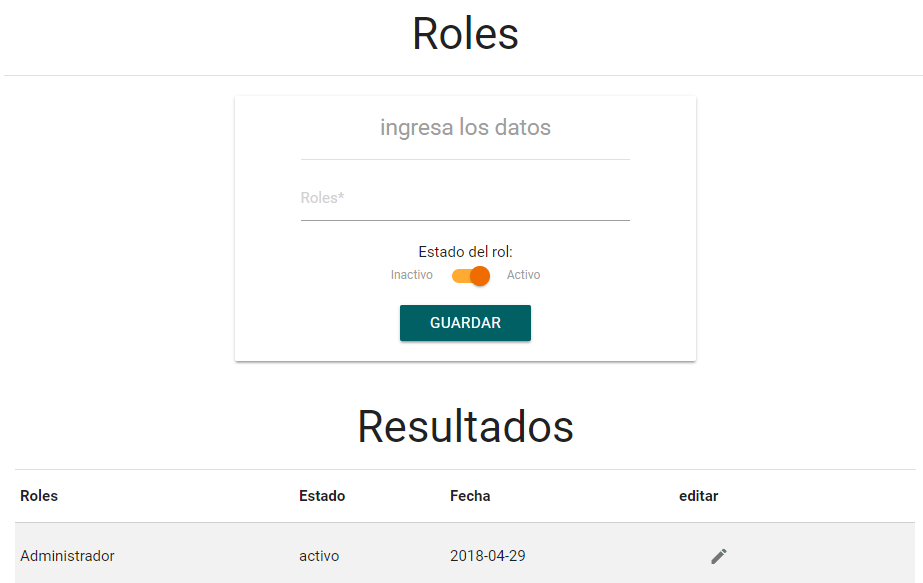 Roles
ingresa los datos
Roles*
Estado del rol:
Inactivo Activo
GUARDAR
Resultados
Roles Estado Fecha editar
Administrador activo 2018-04-29